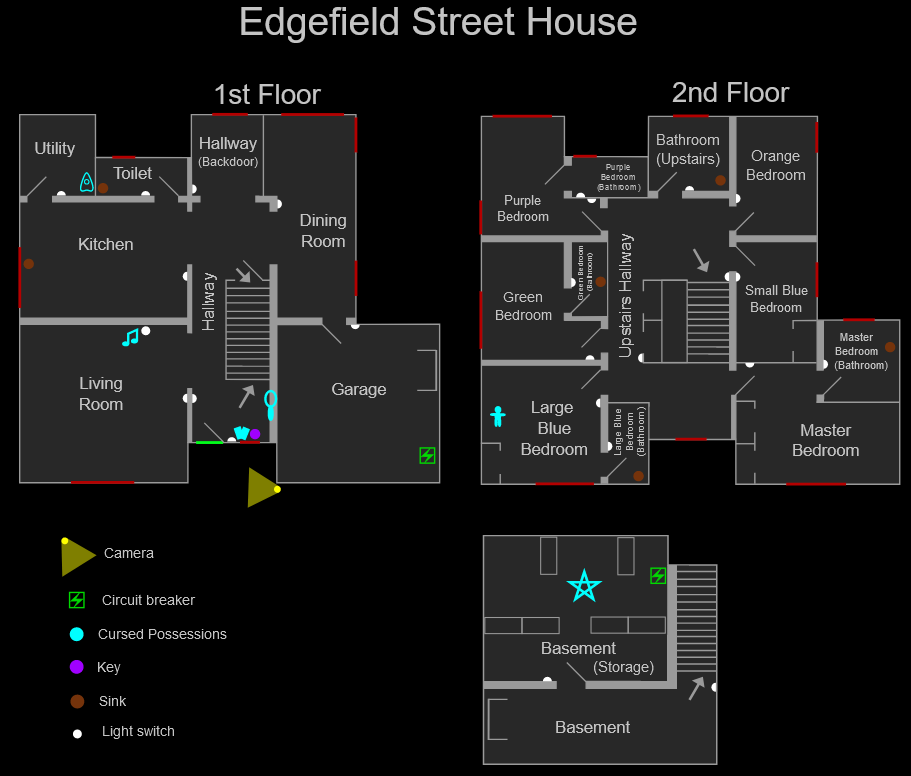 Edgefield Street House
1st Floor
2nd Floor
Utility
Toilet
Hallway
(Backdoor)
Kitchen
Dining
Room
Hallway
Living
Room
Garage
Purple
Bedroom
Purple
Bedroom
(Bathroom)
Bathroom
(Upstairs)
Orange
Bedroom
Green
Bedroom
Green Bedroom
(Bathroom)
Upstairs Hallway
Small Blue
Bedroom
Master
Bedroom
(Bathroom)
Large
Blue
Bedroom
Large Blue
Bedroom
(Bathroom)
Master
Bedroom
Camera
Circuit breaker
Cursed Possessions
Key
Sink
Light switch
Basement
(Storage)
Basement